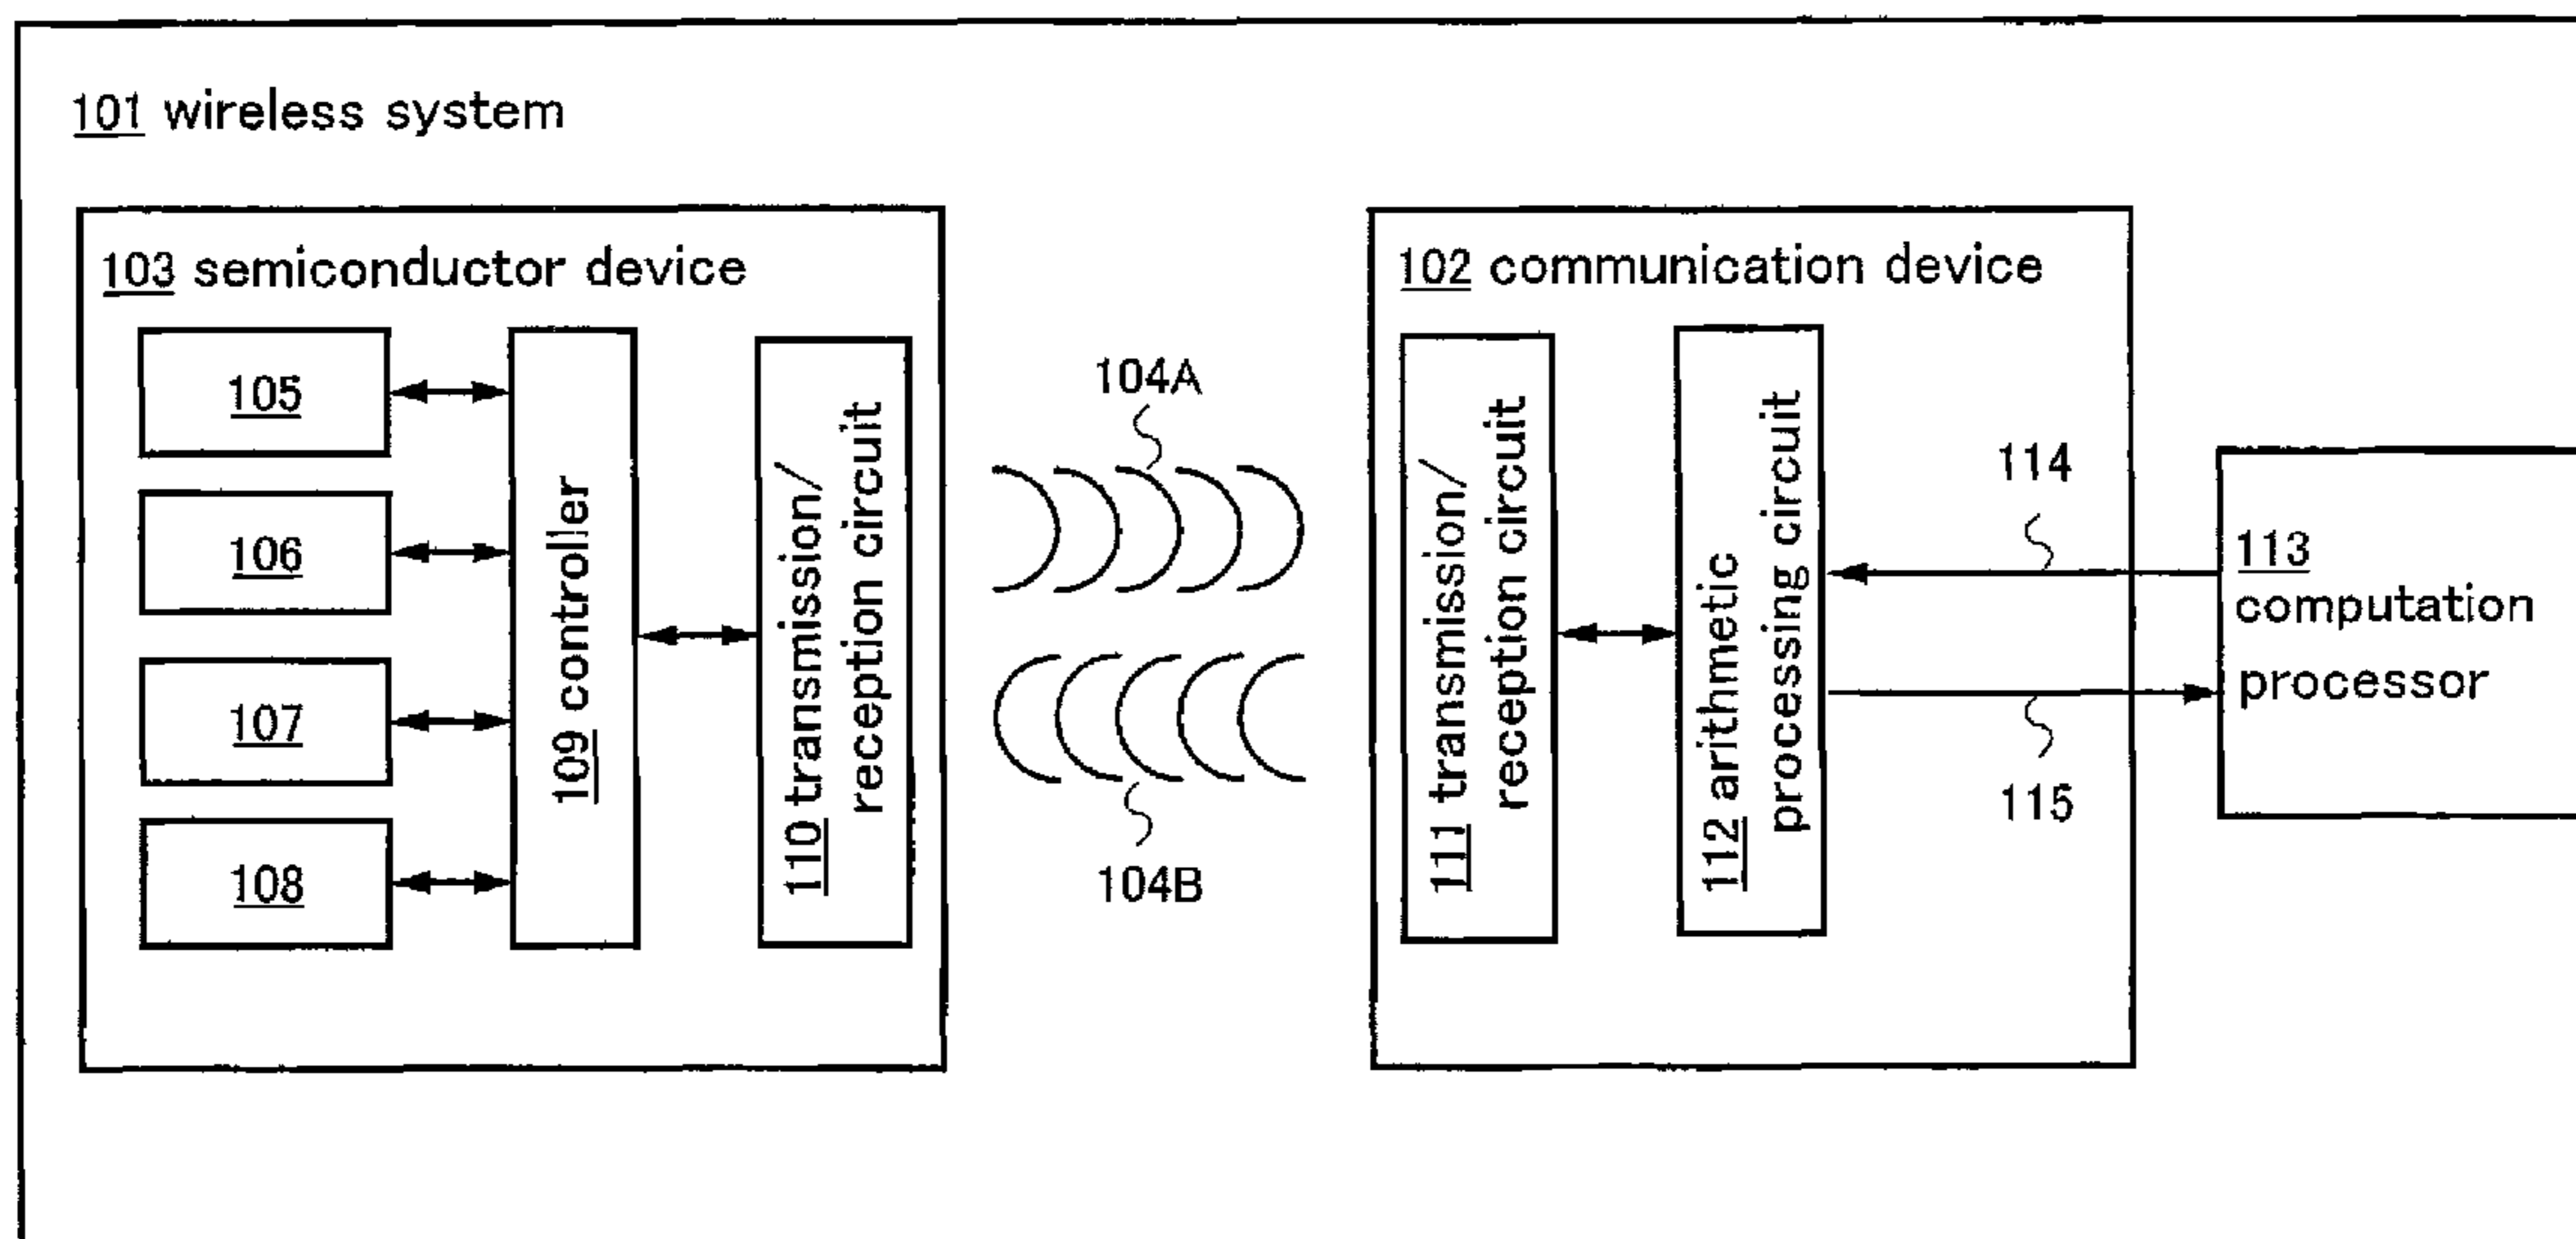 101 wireless system
103 semiconductor device
105
106
107
108
109 controller
110 transmission/
reception circuit
104A
104B
102 communication device
111 transmission/
reception circuit
112 arithmetic
processing circuit
114
115
113
computation
processor